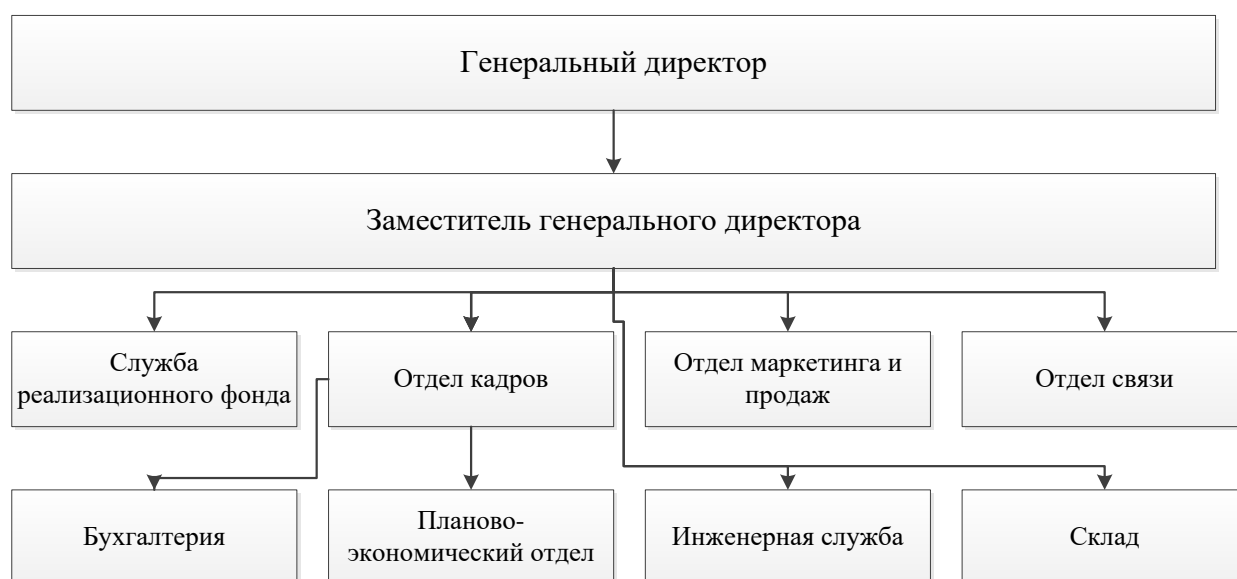 Генеральный директор
Заместитель генерального директора
Служба
реализационного фонда
Отдел кадров
Отдел маркетинга и
продаж
Отдел связи
Бухгалтерия
Планово-
экономический отдел
Инженерная служба
Склад